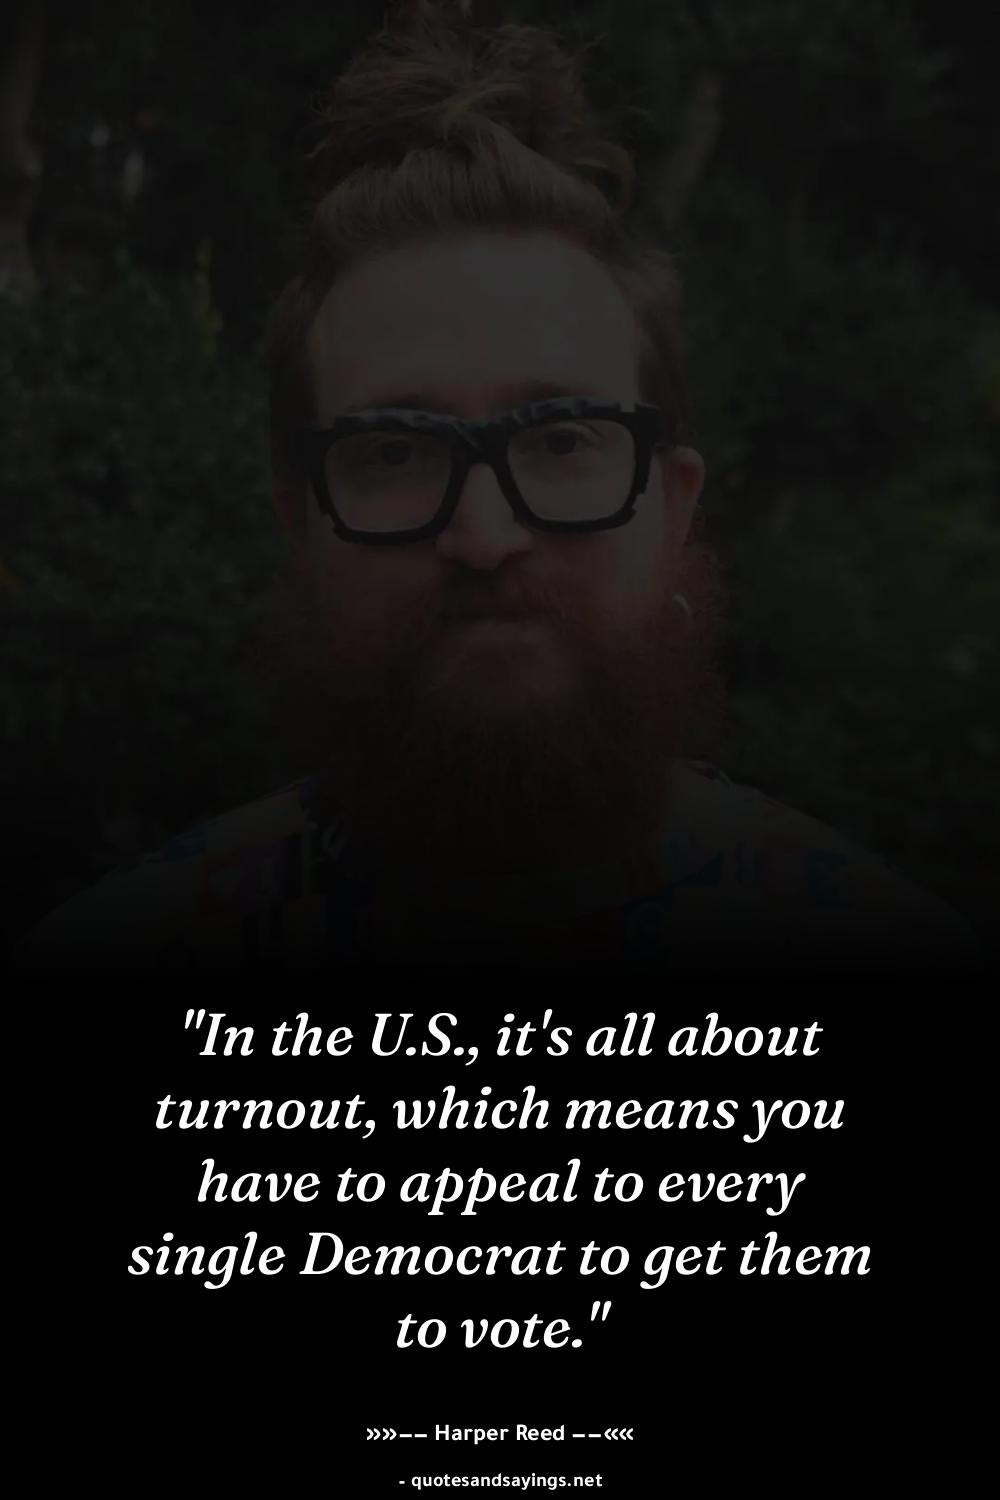 "In the U.S., it's all about
turnout, which means you
have to appeal to every
single Democrat to get them
to vote."
»»–– Harper Reed ––««
- quotesandsayings.net